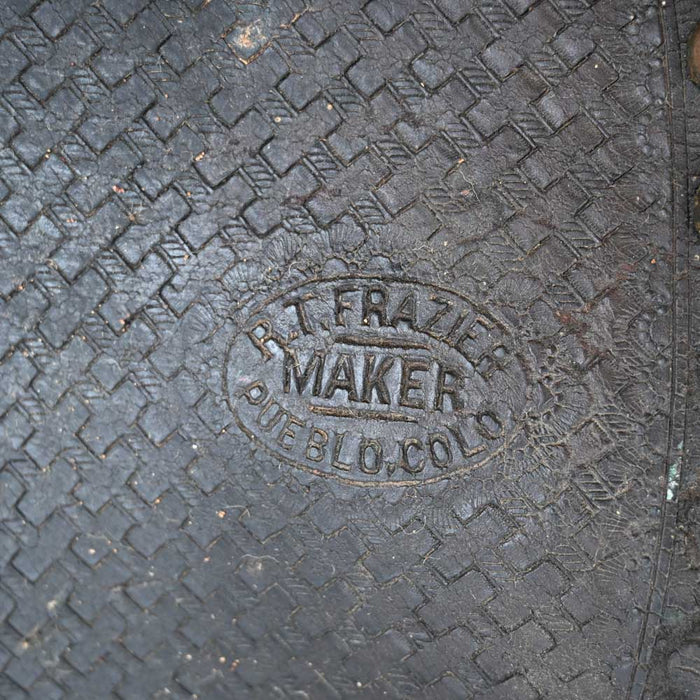 R.T. FRAZIER
MAKER
PUEBLO, COLO